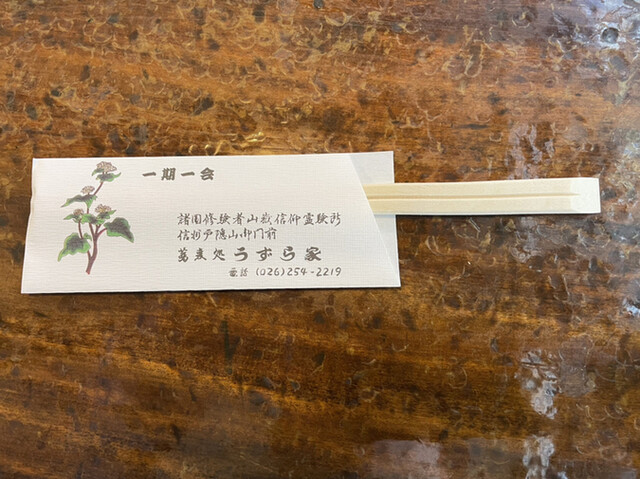 一期一会
諸国修験者山岳信仰霊験所
信州戸隠山御門前
蕎麦処 うずら家
電話 (026)254-2219